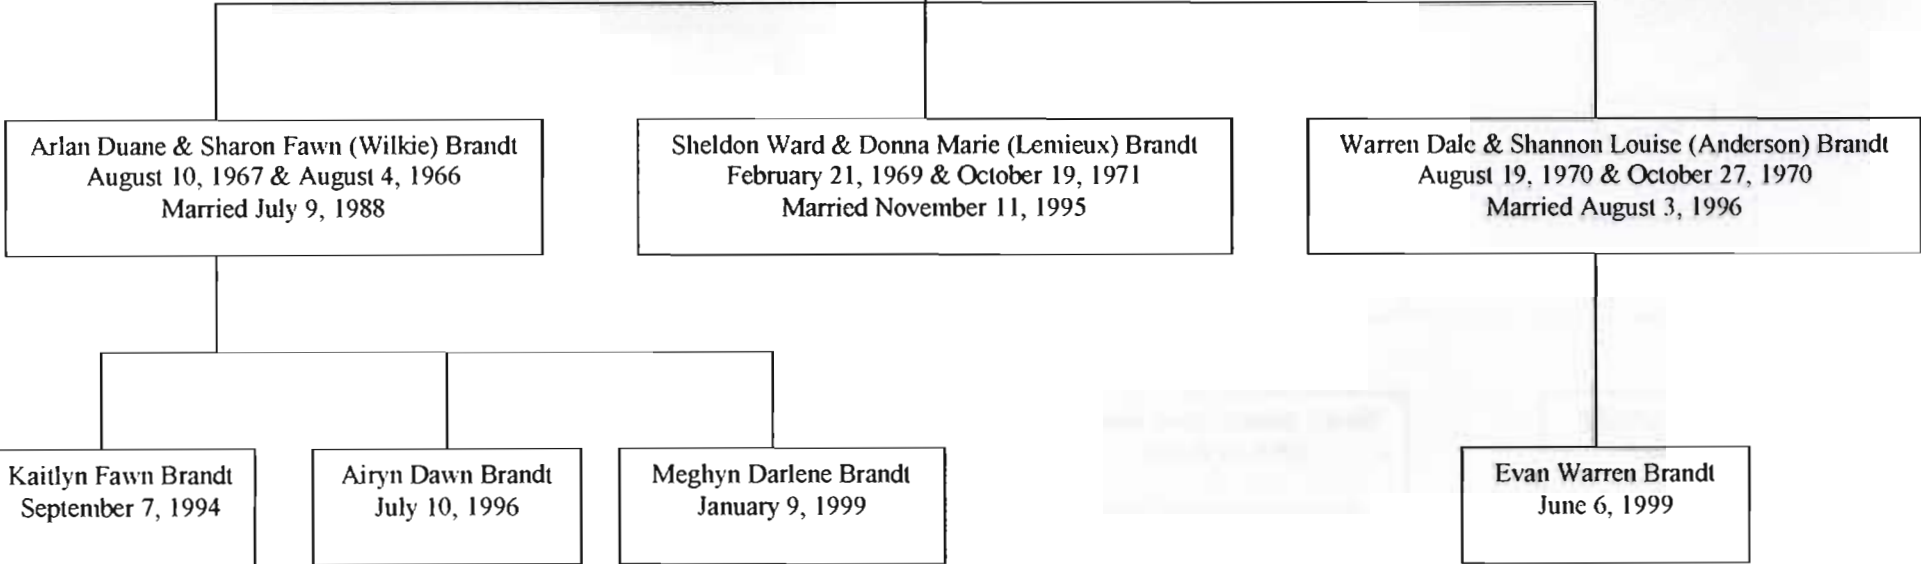 Arlan Duane & Sharon Fawn (Wilkie) Brandt
August 10, 1967 & August 4, 1966
Married July 9, 1988
Sheldon Ward & Donna Marie (Lemieux) Brandt
February 21, 1969 & October 19, 1971
Married November 11, 1995
Warren Dale & Shannon Louise (Anderson) Brandt
August 19, 1970 & October 27, 1970
Married August 3, 1996
Kaitlyn Fawn Brandt
September 7, 1994
Airyn Dawn Brandt
July 10, 1996
Meghyn Darlene Brandt
January 9, 1999
Evan Warren Brandt
June 6, 1999